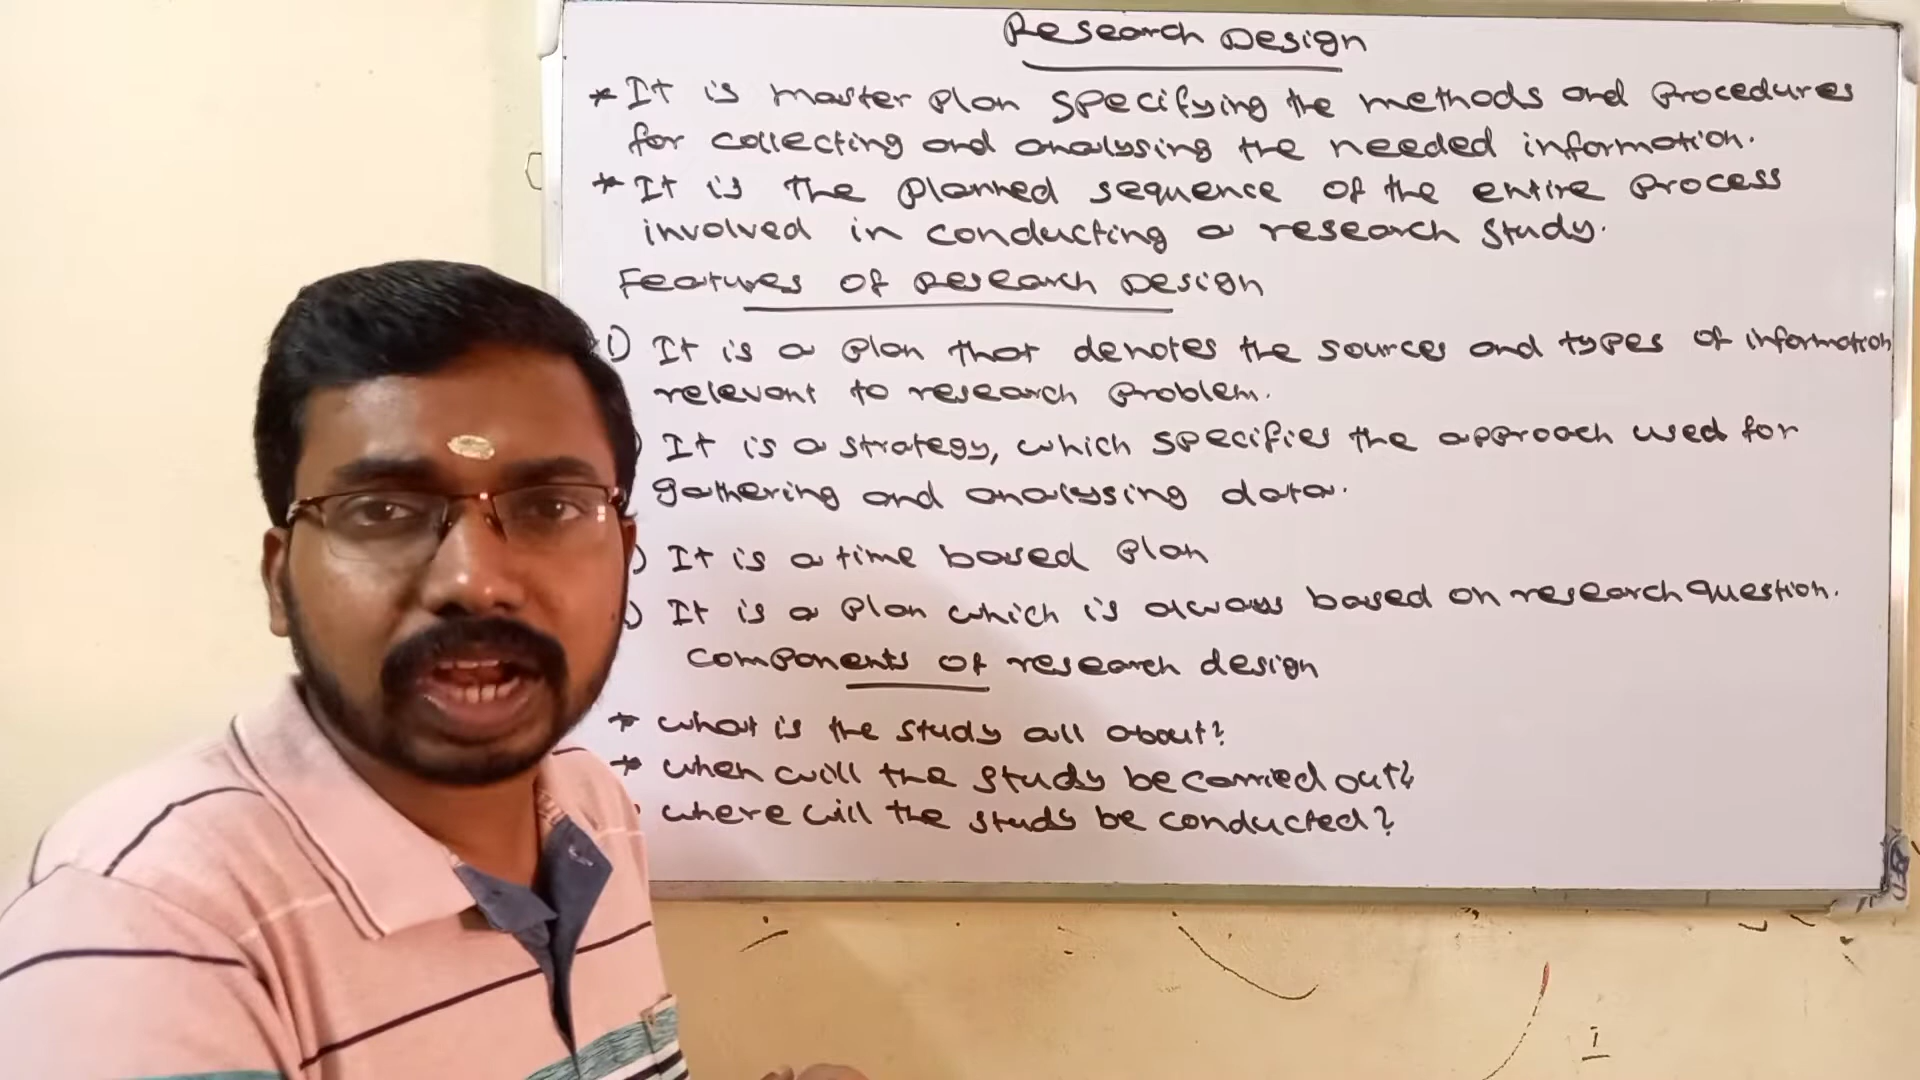 Research Design
* It is master plan specifying the methods and procedures
for collecting and analysing the needed information.
* It is the planned sequence of the entire process
involved in conducting a research study.
Features of Research Design
1) It is a plan that denotes the sources and types of information
relevant to research problem.
) It is a strategy, which specifies the approach used for
gathering and analysing data.
) It is a time based plan
) It is a plan which is always based on research question.
components of research design
* what is the study all about?
* when will the study be carried out?
where will the study be conducted?